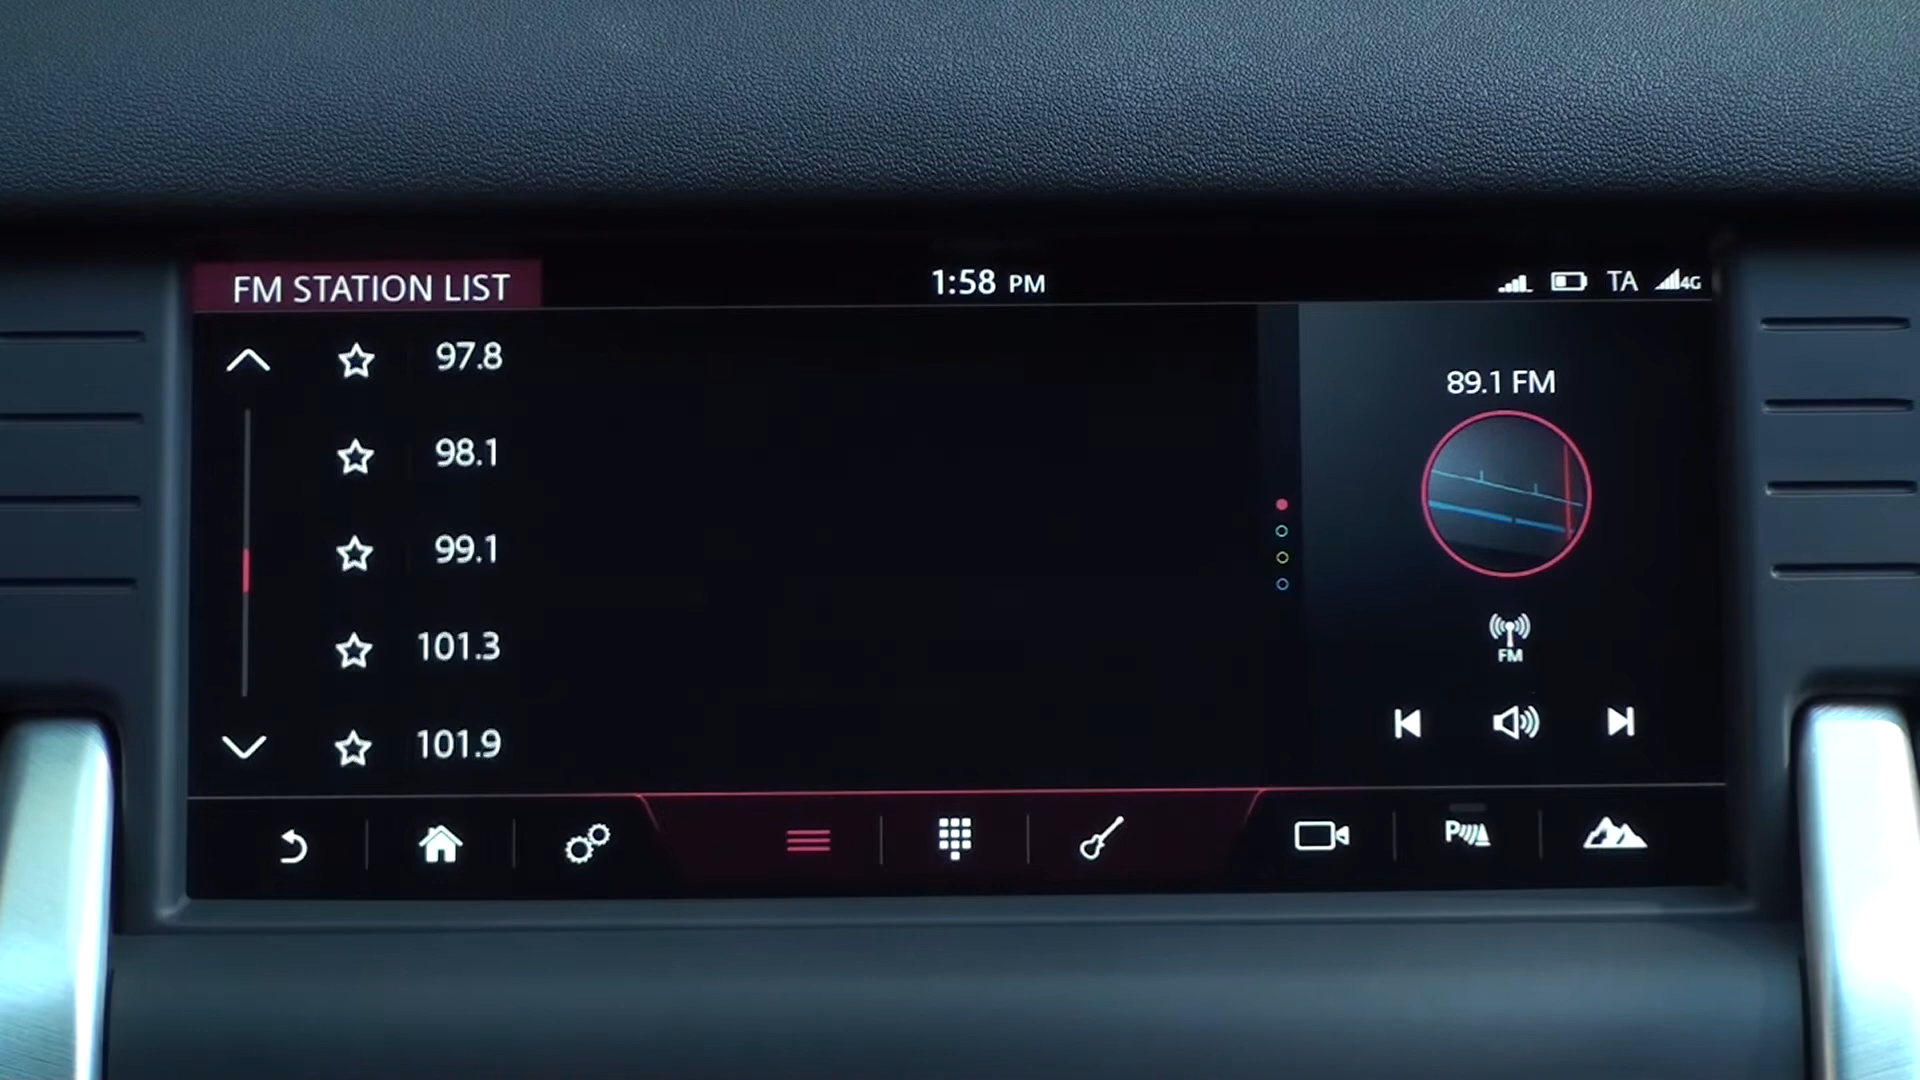 FM STATION LIST
1:58 PM
TA
4G
97.8
98.1
99.1
101.3
101.9
89.1 FM
FM
P